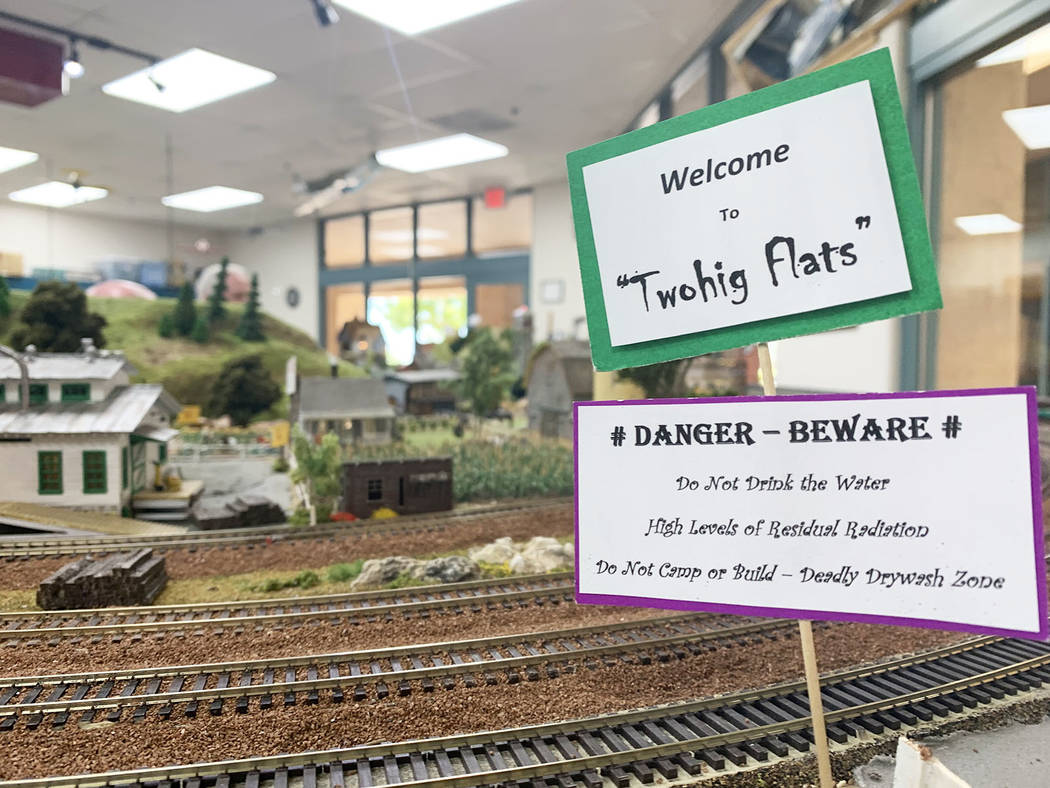 Welcome
To
“Twohig Flats”
# DANGER – BEWARE #
Do Not Drink the Water
High Levels of Residual Radiation
Do Not Camp or Build – Deadly Drywash Zone